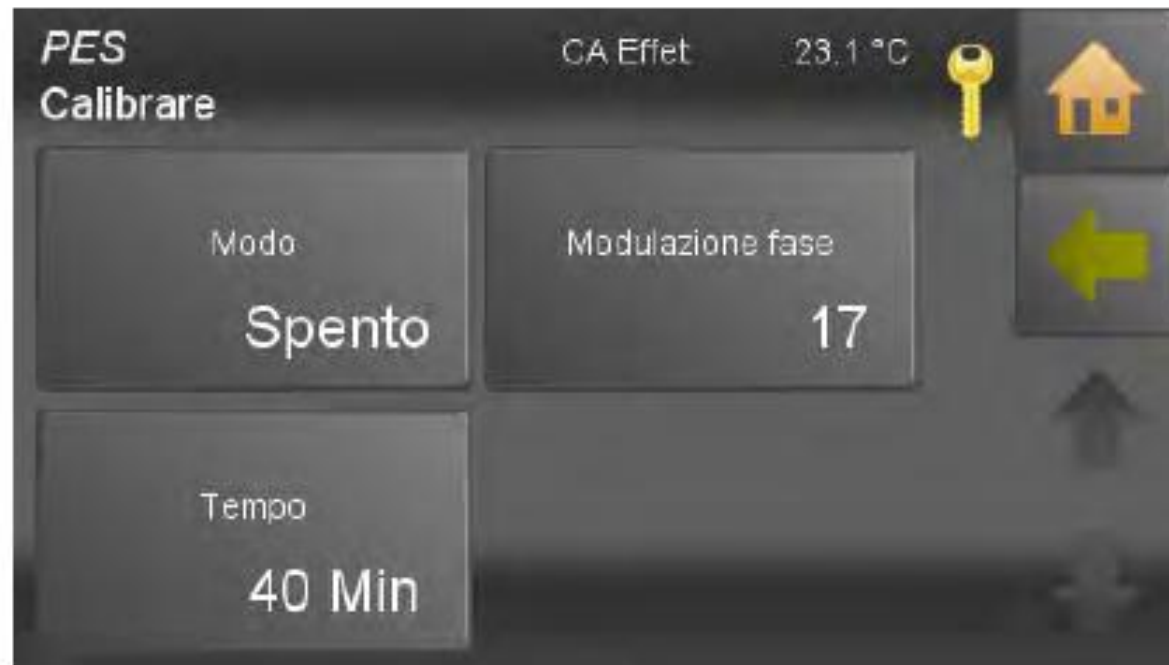 PES
CA Effet 23.1 °C
Calibrare
Modo
Spento
Modulazione fase
17
Tempo
40 Min